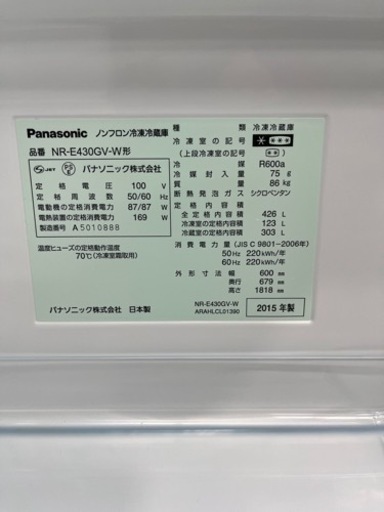 Panasonic ノンフロン冷凍冷蔵庫
品番 NR-E430GV-W形
JET PSE パナソニック株式会社
定格電圧 100 V
定格周波数 50/60 Hz
電動機の定格消費電力 87/87 W
電熱装置の定格消費電力 169 W
製造番号 A5010888
温度ヒューズの定格動作温度
70℃(冷凍室霜取用)
パナソニック株式会社 日本製
種類 冷凍冷蔵庫
冷凍室の記号
(上段冷凍室の記号)
冷媒 R600a
冷媒封入量 75 g
質量 86 kg
断熱発泡ガス シクロペンタン
定格内容積
全定格内容積 426 L
冷凍室の定格内容積 123 L
冷蔵室の定格内容積 303 L
消費電力量(JIS C 9801-2006年)
50Hz 220kWh/年
60Hz 220kWh/年
外形寸法 幅 600 mm
奥行 679 mm
高さ 1818 mm
NR-E430GV-W
ARAHLCL01390
2015年製